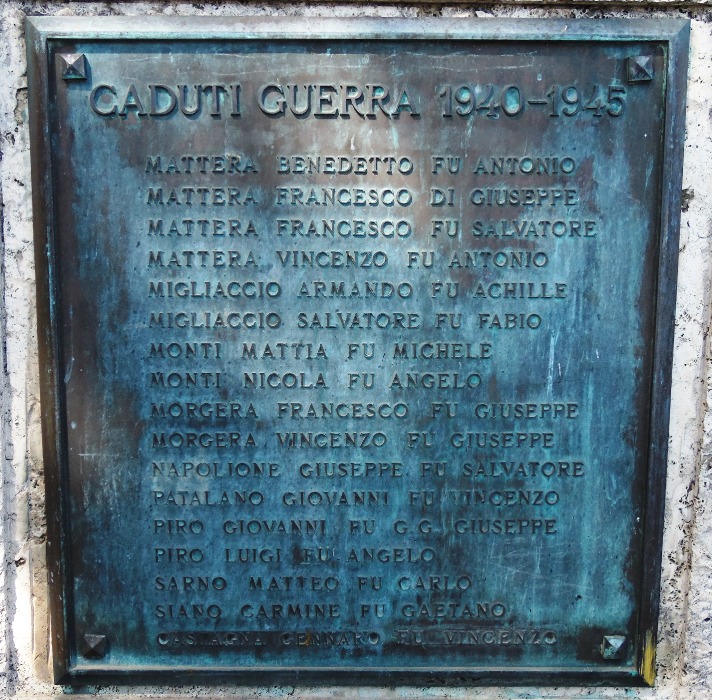 CADUTI GUERRA 1940-1945
MATTERA BENEDETTO FU ANTONIO
MATTERA FRANCESCO DI GIUSEPPE
MATTERA FRANCESCO FU SALVATORE
MATTERA VINCENZO FU ANTONIO
MIGLIACCIO ARMANDO FU ACHILLE
MIGLIACCIO SALVATORE FU FABIO
MONTI MATTIA FU MICHELE
MONTI NICOLA FU ANGELO
MORGERA FRANCESCO FU GIUSEPPE
MORGERA VINCENZO FU GIUSEPPE
NAPOLIONE GIUSEPPE FU SALVATORE
PATALANO GIOVANNI FU VINCENZO
PIRO GIOVANNI FU G.G. GIUSEPPE
PIRO LUIGI FU ANGELO
SARNO MATTEO FU CARLO
SIANO CARMINE FU GAETANO
CASTAGNA GENNARO FU VINCENZO